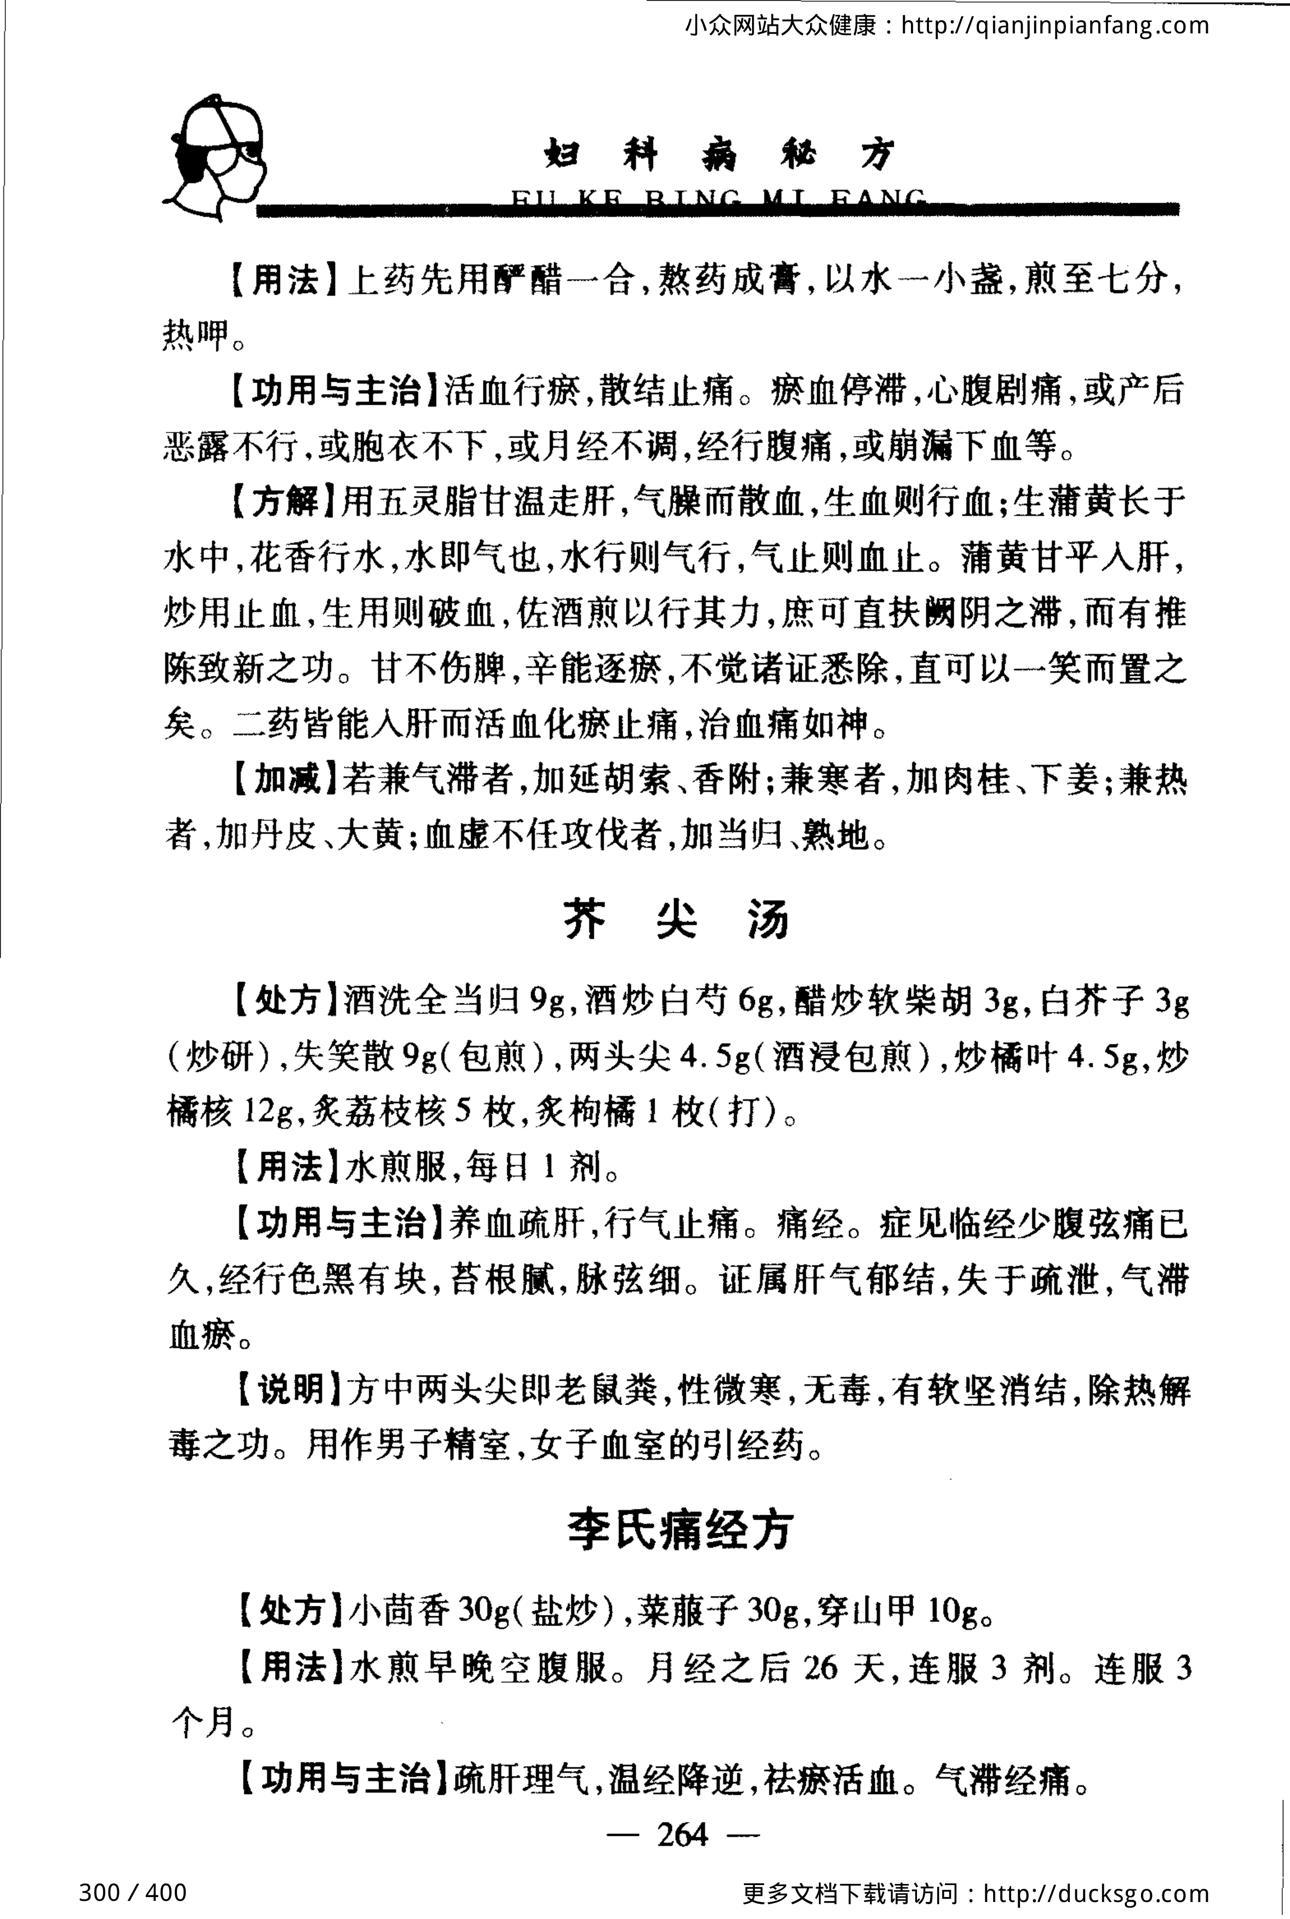 小众网站大众健康：http://qianjinpianfang.com
妇科病秘方
FU KE BING MI FANG
【用法】上药先用酽醋一合,熬药成膏,以水一小盏,煎至七分,
热呷。
【功用与主治】活血行瘀,散结止痛。瘀血停滞,心腹剧痛,或产后
恶露不行,或胞衣不下,或月经不调,经行腹痛,或崩漏下血等。
【方解】用五灵脂甘温走肝,气臊而散血,生血则行血;生蒲黄长于
水中,花香行水,水即气也,水行则气行,气止则血止。蒲黄甘平入肝,
炒用止血,生用则破血,佐酒煎以行其力,庶可直扶阙阴之滞,而有推
陈致新之功。甘不伤脾,辛能逐瘀,不觉诸证悉除,直可以一笑而置之
矣。二药皆能入肝而活血化瘀止痛,治血痛如神。
【加减】若兼气滞者,加延胡索、香附;兼寒者,加肉桂、下姜;兼热
者,加丹皮、大黄;血虚不任攻伐者,加当归、熟地。
芥尖汤
【处方】酒洗全当归 9g,酒炒白芍 6g,醋炒软柴胡 3g,白芥子 3g
(炒研),失笑散 9g(包煎),两头尖 4.5g(酒浸包煎),炒橘叶 4.5g,炒
橘核 12g,炙荔枝核 5 枚,炙枸橘 1 枚(打)。
【用法】水煎服,每日 1 剂。
【功用与主治】养血疏肝,行气止痛。痛经。症见临经少腹弦痛已
久,经行色黑有块,苔根腻,脉弦细。证属肝气郁结,失于疏泄,气滞
血瘀。
【说明】方中两头尖即老鼠粪,性微寒,无毒,有软坚消结,除热解
毒之功。用作男子精室,女子血室的引经药。
李氏痛经方
【处方】小茴香 30g(盐炒),菜菔子 30g,穿山甲 10g。
【用法】水煎早晚空腹服。月经之后 26 天,连服 3 剂。连服 3
个月。
【功用与主治】疏肝理气,温经降逆,祛瘀活血。气滞经痛。
— 264 —
300 / 400
更多文档下载请访问：http://ducksgo.com